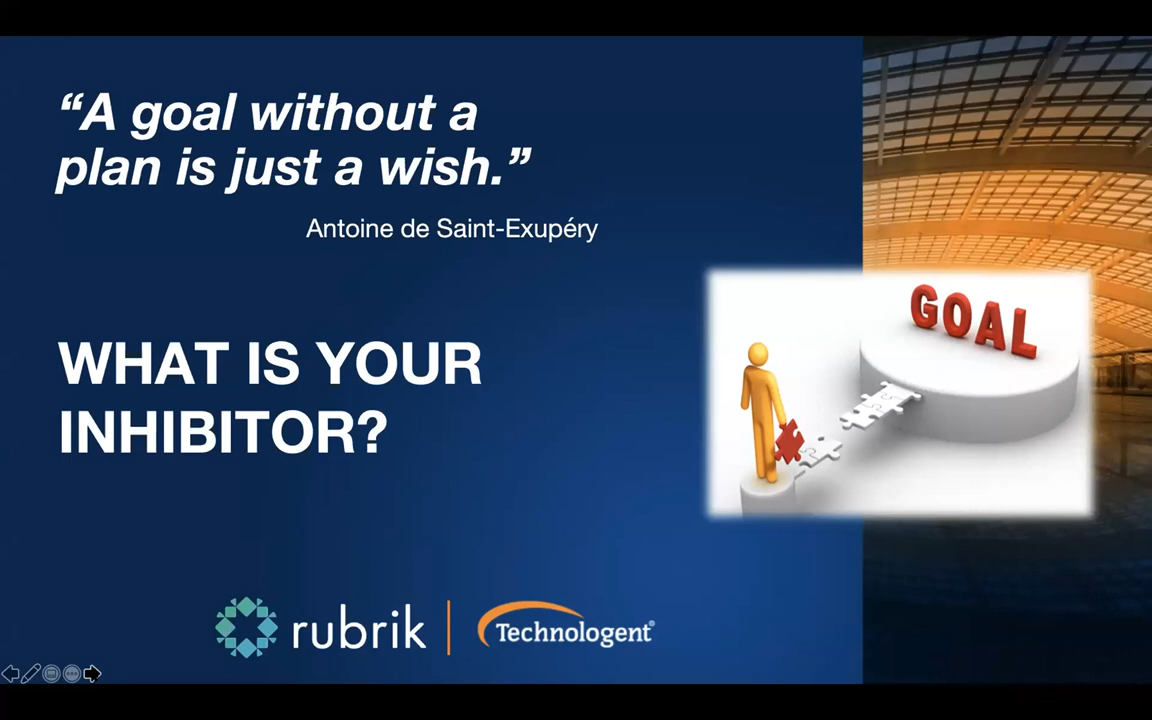 “A goal without a
plan is just a wish.”
Antoine de Saint-Exupéry
WHAT IS YOUR
INHIBITOR?
GOAL
rubrik
Technologent®